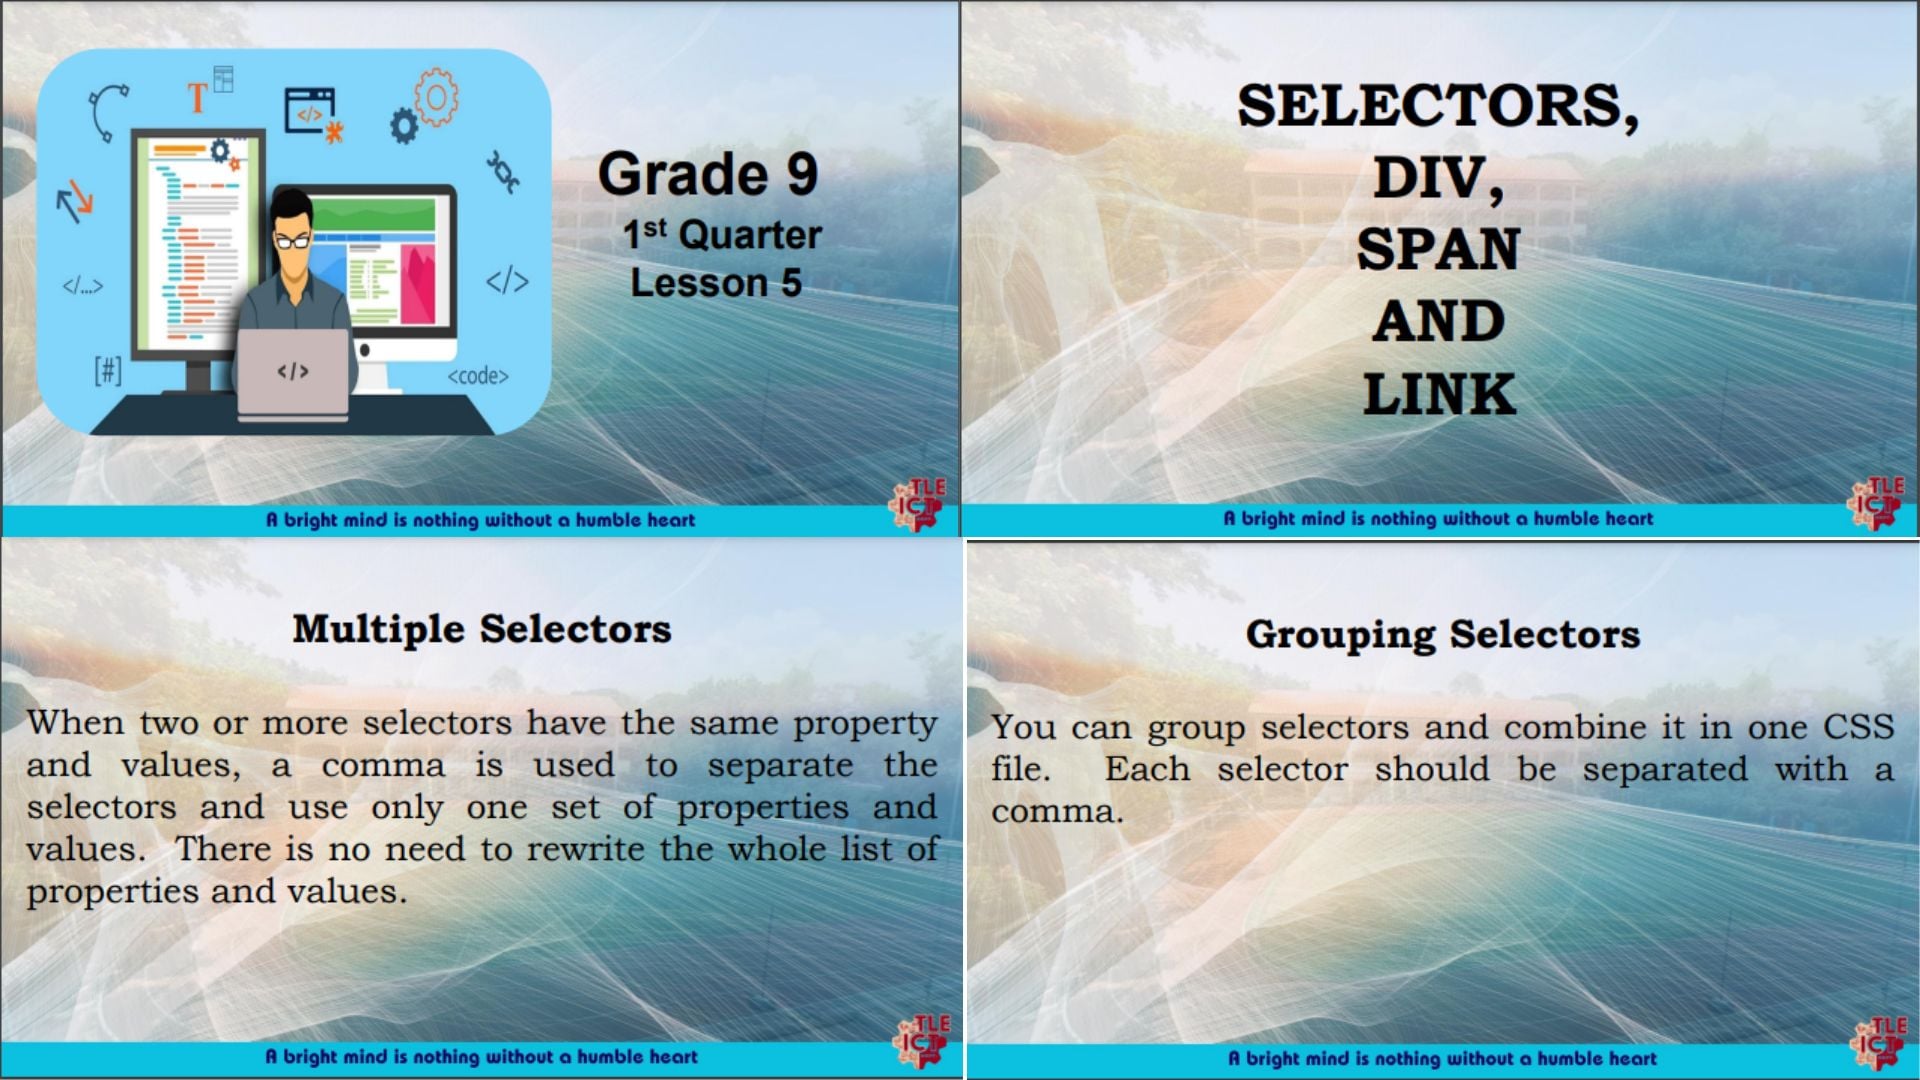 T
</>
</...>
</>
[#]
</>
<code>
Grade 9
1st Quarter
Lesson 5
TLE
ICT
A bright mind is nothing without a humble heart
SELECTORS,
DIV,
SPAN
AND
LINK
TLE
ICT
A bright mind is nothing without a humble heart
Multiple Selectors
When two or more selectors have the same property
and values, a comma is used to separate the
selectors and use only one set of properties and
values. There is no need to rewrite the whole list of
properties and values.
TLE
ICT
A bright mind is nothing without a humble heart
Grouping Selectors
You can group selectors and combine it in one CSS
file. Each selector should be separated with a
comma.
TLE
ICT
A bright mind is nothing without a humble heart